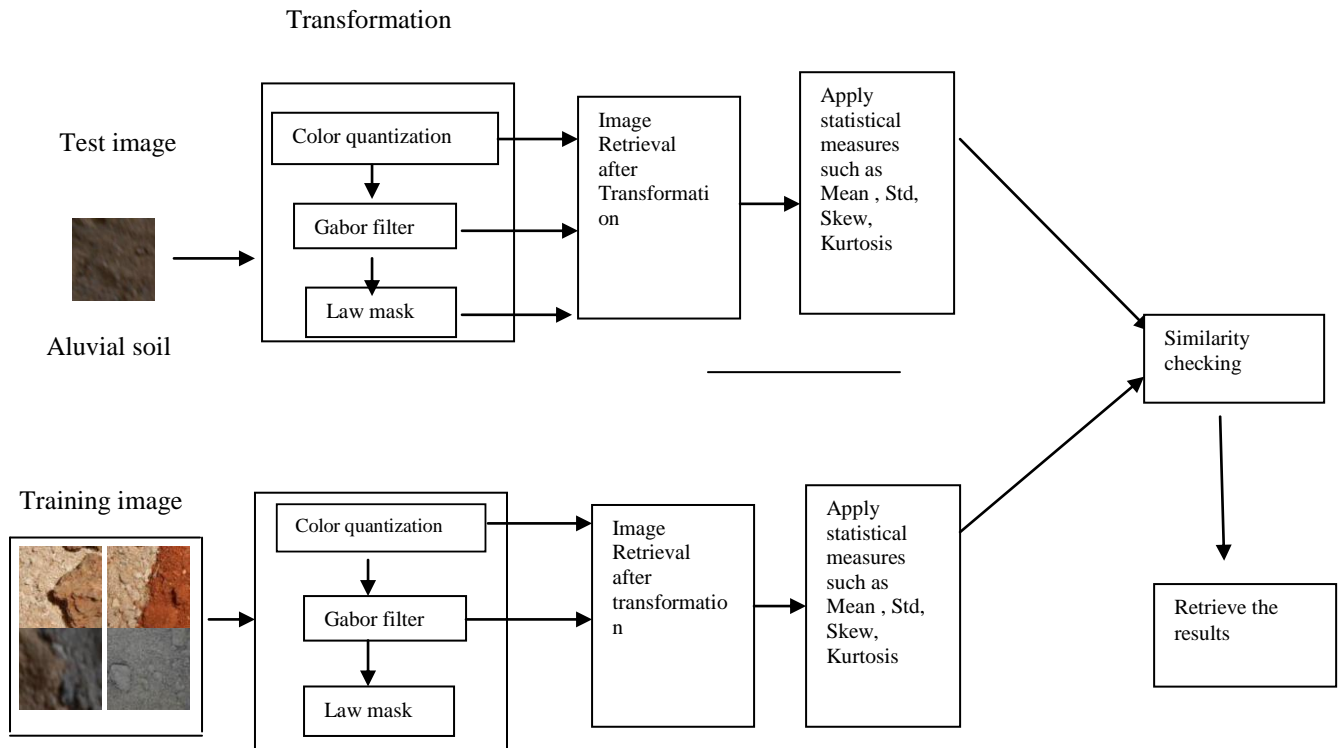 Transformation
Test image
Aluvial soil
Color quantization
Gabor filter
Law mask
Image
Retrieval
after
Transformati
on
Apply
statistical
measures
such as
Mean , Std,
Skew,
Kurtosis
Similarity
checking
Training image
Color quantization
Gabor filter
Law mask
Image
Retrieval
after
transformatio
n
Apply
statistical
measures
such as
Mean , Std,
Skew,
Kurtosis
Retrieve the
results